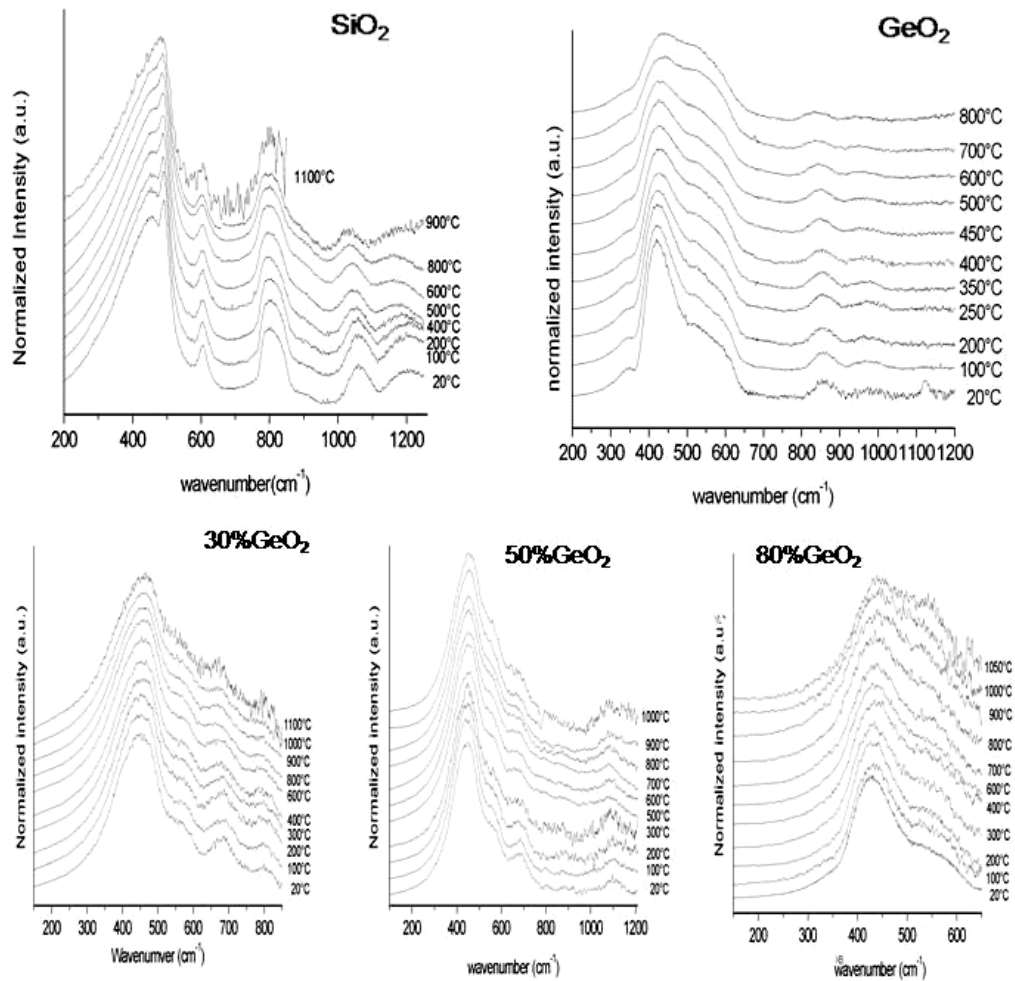 SiO₂
Normalized Intensity (a.u.)
1100°C
900°C
800°C
600°C
500°C
400°C
200°C
100°C
20°C
200 400 600 800 1000 1200
wavenumber(cm⁻¹)
GeO₂
normalized intensity (a.u.)
800°C
700°C
600°C
500°C
450°C
400°C
350°C
250°C
200°C
100°C
20°C
200 300 400 500 600 700 800 900 1000 1100 1200
wavenumber (cm⁻¹)
30%GeO₂
Normalized intensity (a.u.)
1100°C
1000°C
900°C
800°C
600°C
400°C
300°C
200°C
100°C
20°C
200 300 400 500 600 700 800
Wavenumver (cm⁻¹)
50%GeO₂
Normalized intensity (a.u.)
1000°C
900°C
800°C
700°C
600°C
500°C
300°C
200°C
100°C
20°C
200 400 600 800 1000 1200
wavenumber (cm⁻¹)
80%GeO₂
Normalized intensity (a.u.)
1050°C
1000°C
900°C
800°C
700°C
600°C
400°C
300°C
200°C
100°C
20°C
200 300 400 500 600
wavenumber (cm⁻¹)